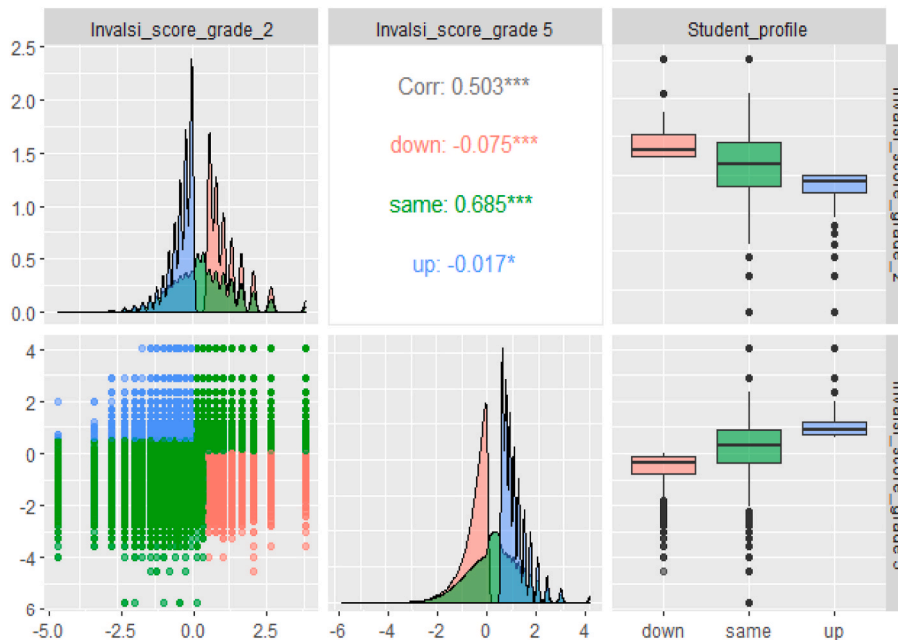 Invalsi_score_grade_2
Invalsi_score_grade 5
Student_profile
2.5
2.0
1.5
1.0
0.5
0.0
Corr: 0.503***
down: -0.075***
same: 0.685***
up: -0.017*
Invalsi_score_grade_2
4
2
0
-2
-4
6
-5.0
-2.5
0.0
2.5
-6
-4
-2
0
2
4
down
same
up